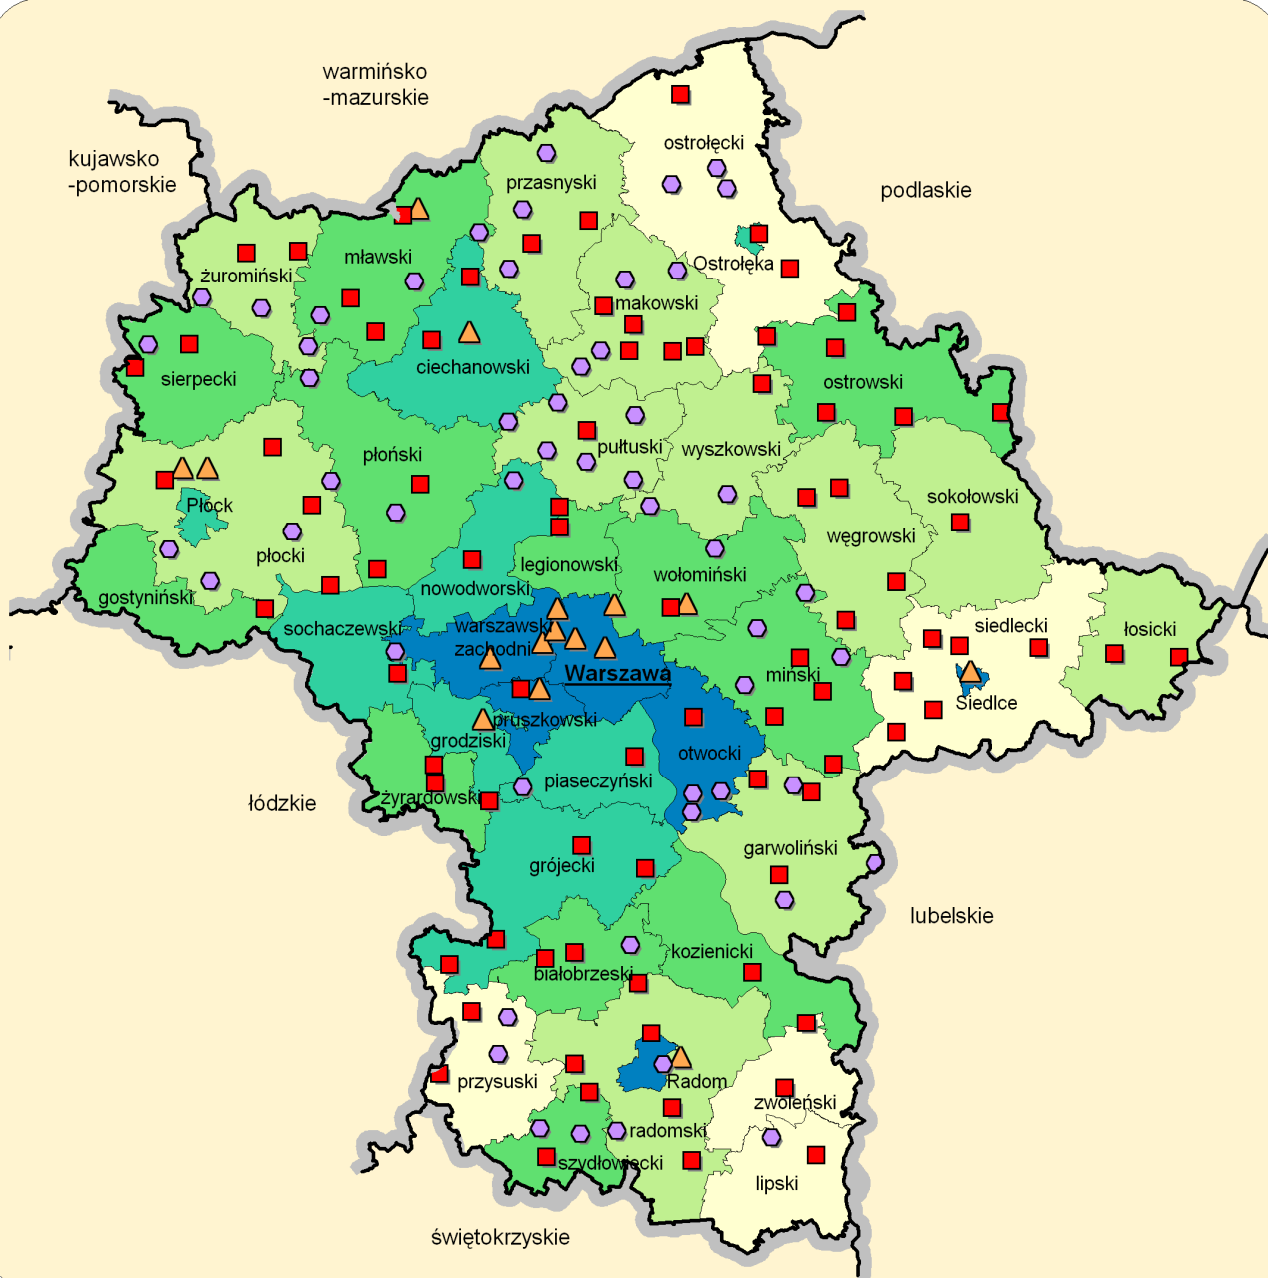 warmińsko
-mazurskie
kujawsko
-pomorskie
ostrołęcki
przasnyski
podlaskie
mławski
Ostrołęka
żuromiński
makowski
ciechanowski
sierpecki
ostrowski
pułtuski
wyszkowski
płoński
sokołowski
Płock
węgrowski
płocki
legionowski
wołomiński
nowodworski
gostyniński
sochaczewski
warszawski
zachodni
siedlecki
łosicki
Warszawa
miński
Siedlce
pruszkowski
grodziski
otwocki
piaseczyński
żyrardowski
łódzkie
garwoliński
grójecki
lubelskie
kozienicki
białobrzeski
przysuski
Radom
zwoleński
radomski
szydłowiecki
lipski
świętokrzyskie